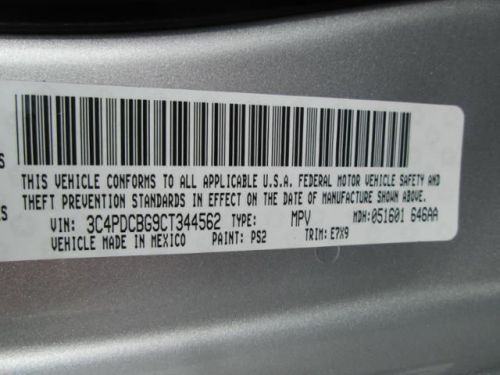 THIS VEHICLE CONFORMS TO ALL APPLICABLE U.S.A. FEDERAL MOTOR VEHICLE SAFETY AND
THEFT PREVENTION STANDARDS IN EFFECT ON THE DATE OF MANUFACTURE SHOWN ABOVE.
VIN: 3C4PDCBG9CT344562 TYPE: MPV MDH:051601 646AA
VEHICLE MADE IN MEXICO PAINT: PS2 TRIM: E7X9